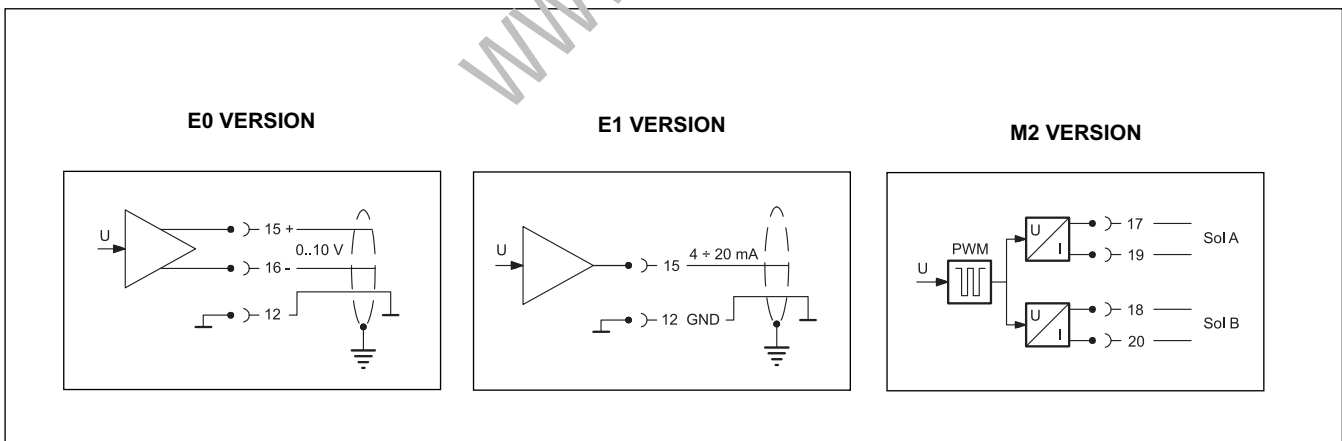 WWW.
E0 VERSION
U
15 +
0..10 V
16 -
12
E1 VERSION
U
15
4 ÷ 20 mA
12 GND
M2 VERSION
U
PWM
U
I
17
19
Sol A
U
I
18
20
Sol B